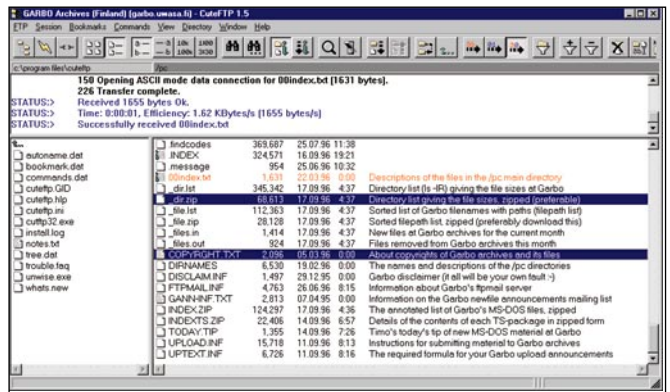 GARBO Archives (Finland) (garbo.uwasa.fi) - CuteFTP 1.5
FTP Session Bookmarks Commands View Directory Window Help
c:\program files\cuteftp /pc
150 Opening ASCII mode data connection for 00index.txt (1631 bytes).
226 Transfer complete.
STATUS:> Received 1655 bytes Ok.
STATUS:> Time: 0:00:01, Efficiency: 1.62 KBytes/s (1655 bytes/s)
STATUS:> Successfully received 00index.txt
autoname.dat
bookmark.dat
commands.dat
cuteftp.GID
cuteftp.hlp
cuteftp.ini
cutftp32.exe
install.log
notes.txt
tree.dat
trouble.faq
unwise.exe
whats.new
.findcodes 369,687 25.07.96 11:38
.INDEX 324,571 16.09.96 19:21
.message 954 25.06.96 10:32
00index.txt 1,631 22.03.96 0:00 Descriptions of the files in the /pc main directory
_dir.lst 345,342 17.09.96 4:37 Directory list (ls -lR) giving the file sizes at Garbo
_dir.zip 68,613 17.09.96 4:37 Directory list giving the file sizes, zipped (preferable)
_file.lst 112,363 17.09.96 4:37 Sorted list of Garbo filenames with paths (filepath list)
_file.zip 28,128 17.09.96 4:37 Sorted filepath list, zipped (preferably download this)
_files.in 1,414 17.09.96 4:37 New files at Garbo archives for the current month
_files.out 924 17.09.96 4:37 Files removed from Garbo archives this month
COPYRGHT.TXT 2,096 05.03.96 0:00 About copyrights of Garbo archives and its files
DIRNAMES 6,530 19.02.96 0:00 The names and descriptions of the /pc directories
DISCLAIM.INF 1,497 29.12.95 0:00 Garbo disclaimer (it all will be your own fault :-)
FTPMAIL.INF 4,763 26.06.96 8:15 Information about Garbo's ftpmail server
GANN-INF.TXT 2,813 07.04.95 0:00 Information on the Garbo newfile announcements mailing list
INDEX.ZIP 124,297 17.09.96 4:36 The annotated list of Garbo's MS-DOS files, zipped
INDEXTS.ZIP 22,406 14.09.96 6:57 Details of the contents of each TS-package in zipped form
TODAY.TIP 1,355 14.09.96 7:26 Timo's today's tip of new MS-DOS material at Garbo
UPLOAD.INF 15,718 11.09.96 8:13 Instructions for submitting material to Garbo archives
UPTEXT.INF 6,726 11.09.96 8:16 The required formula for your Garbo upload announcements